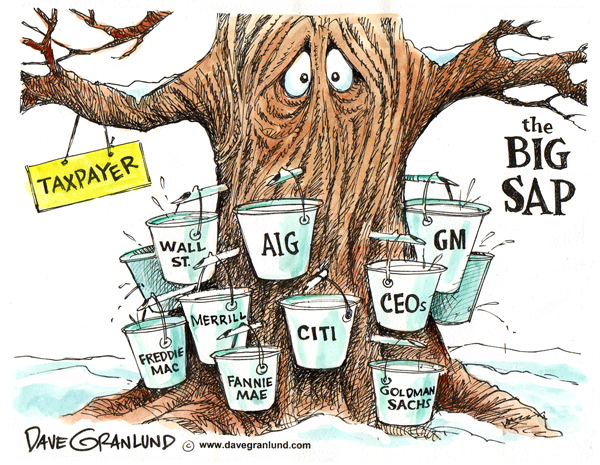 TAXPAYER
the
BIG
SAP
WALL
ST.
AIG
GM
CEOs
MERRILL
CITI
FREDDIE
MAC
FANNIE
MAE
GOLDMAN
SACHS
DAVE GRANLUND © www.davegranlund.com